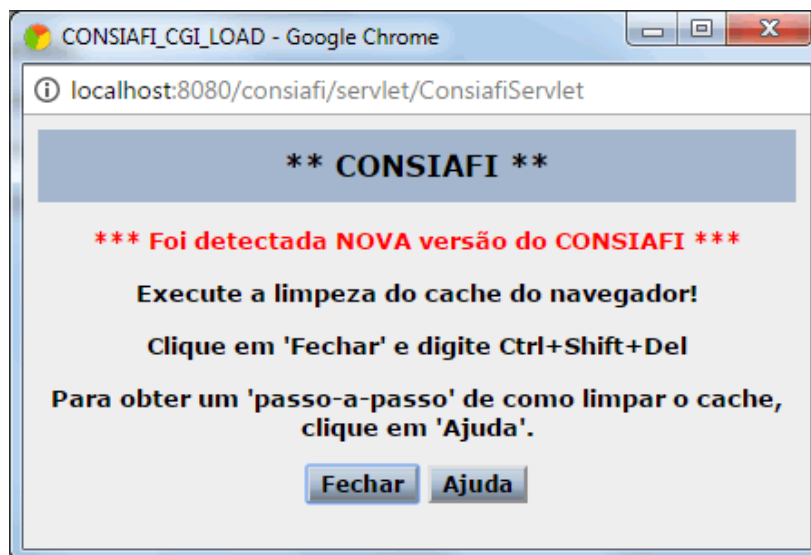 CONSIAFI_CGI_LOAD - Google Chrome
localhost:8080/consiafi/servlet/ConsiafiServlet
** CONSIAFI **
*** Foi detectada NOVA versão do CONSIAFI ***
Execute a limpeza do cache do navegador!
Clique em 'Fechar' e digite Ctrl+Shift+Del
Para obter um 'passo-a-passo' de como limpar o cache,
clique em 'Ajuda'.
Fechar Ajuda